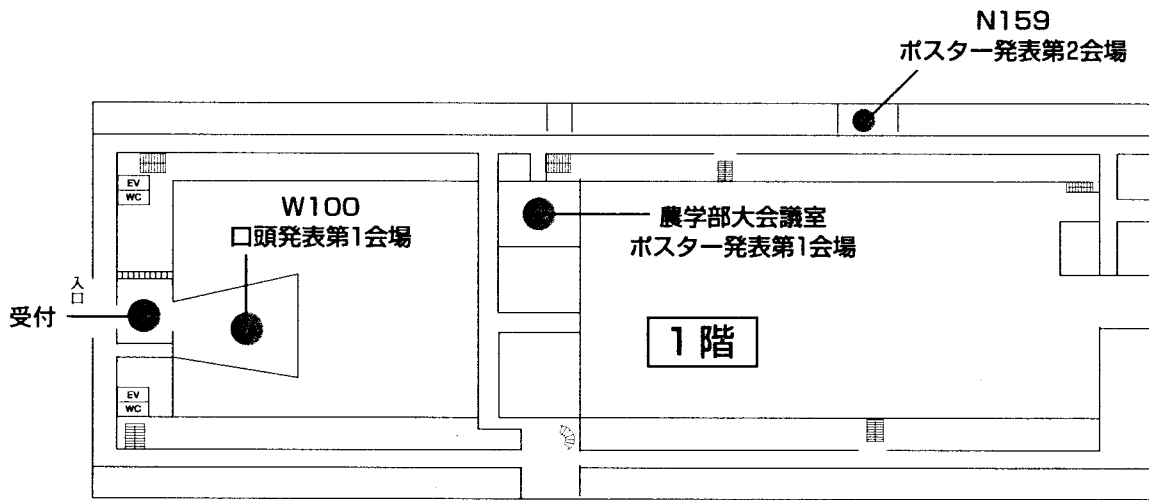 N159
ポスター発表第2会場
EV
WC
W100
口頭発表第1会場
農学部大会議室
ポスター発表第1会場
入口
受付
1階
EV
WC